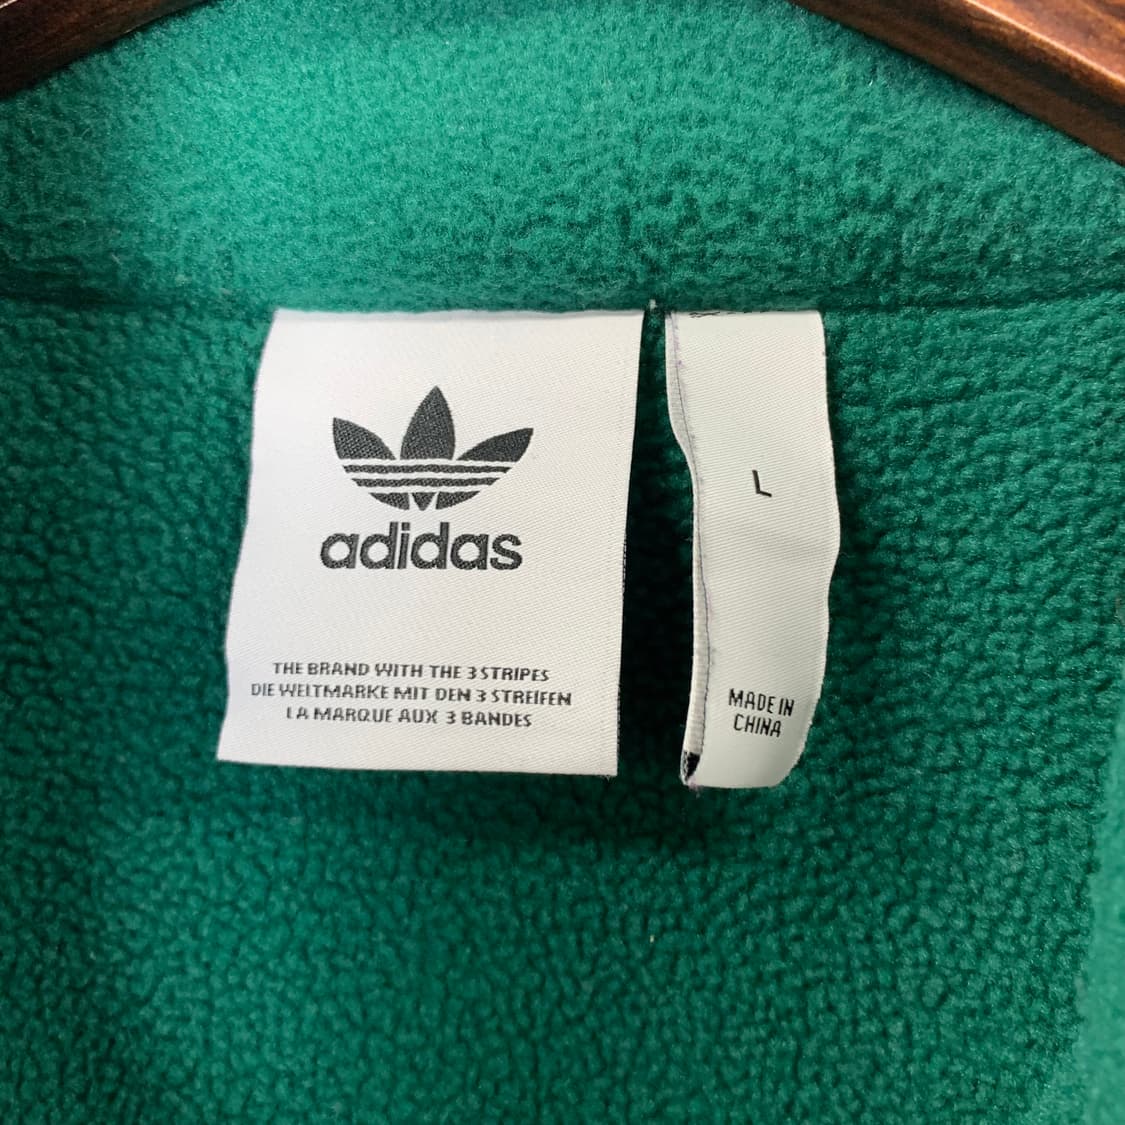 adidas
THE BRAND WITH THE 3 STRIPES
DIE WELTMARKE MIT DEN 3 STREIFEN
LA MARQUE AUX 3 BANDES
L
MADE IN
CHINA